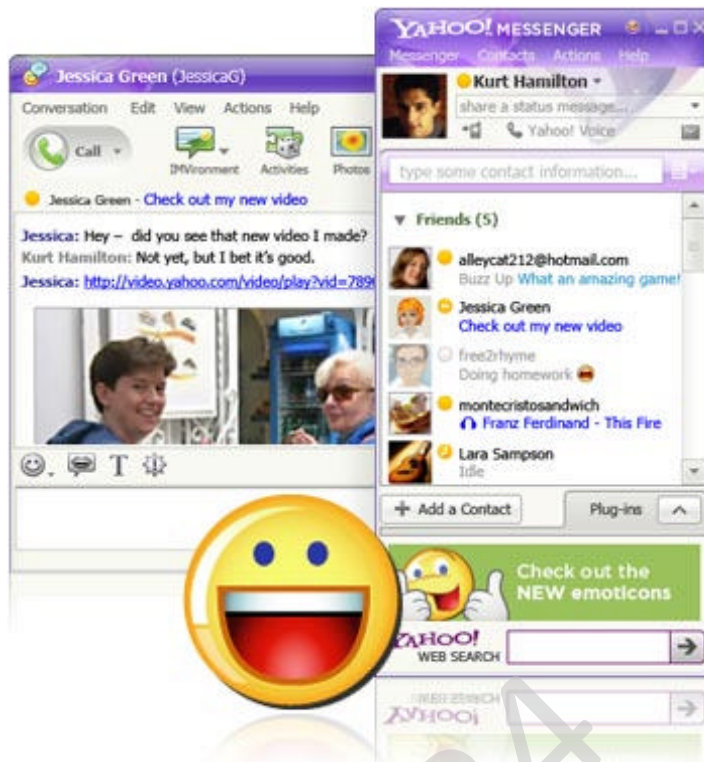 Jessica Green (JessicaG)
Conversation Edit View Actions Help
Call
IMVironment Activities Photos
Jessica Green - Check out my new video
Jessica: Hey – did you see that new video I made?
Kurt Hamilton: Not yet, but I bet it's good.
Jessica: http://video.yahoo.com/video/play?vid=789
T
YAHOO! MESSENGER
Messenger Contacts Actions Help
Kurt Hamilton
share a status message...
Yahoo! Voice
type some contact information...
Friends (5)
alleycat212@hotmail.com
Buzz Up What an amazing game!
Jessica Green
Check out my new video
free2rhyme
Doing homework
montecristosandwich
Franz Ferdinand - This Fire
Lara Sampson
Idle
+ Add a Contact Plug-ins
Check out the
NEW emoticons
YAHOO!
WEB SEARCH